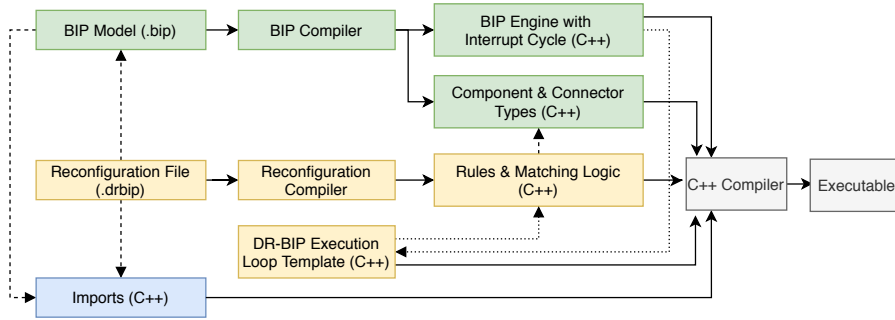 BIP Model (.bip)
BIP Compiler
BIP Engine with
Interrupt Cycle (C++)
Component & Connector
Types (C++)
Reconfiguration File
(.drbip)
Reconfiguration
Compiler
Rules & Matching Logic
(C++)
C++ Compiler
Executable
DR-BIP Execution
Loop Template (C++)
Imports (C++)